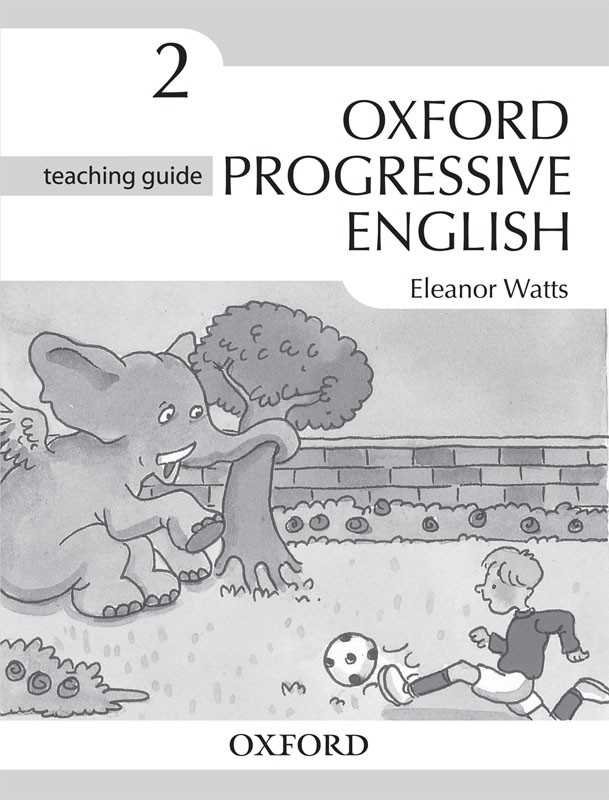 2
teaching guide
OXFORD
PROGRESSIVE
ENGLISH
Eleanor Watts
OXFORD